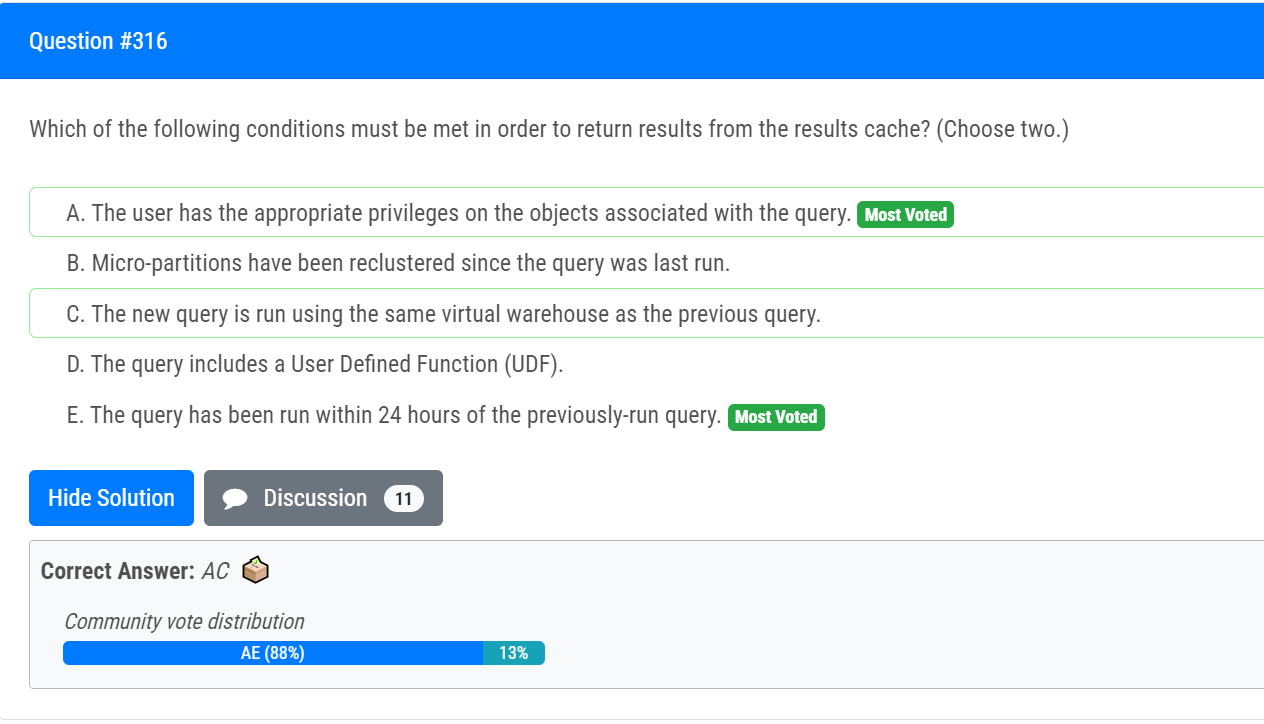 Question #316
Which of the following conditions must be met in order to return results from the results cache? (Choose two.)
A. The user has the appropriate privileges on the objects associated with the query. Most Voted
B. Micro-partitions have been reclustered since the query was last run.
C. The new query is run using the same virtual warehouse as the previous query.
D. The query includes a User Defined Function (UDF).
E. The query has been run within 24 hours of the previously-run query. Most Voted
Hide Solution Discussion 11
Correct Answer: AC
Community vote distribution
AE (88%) 13%